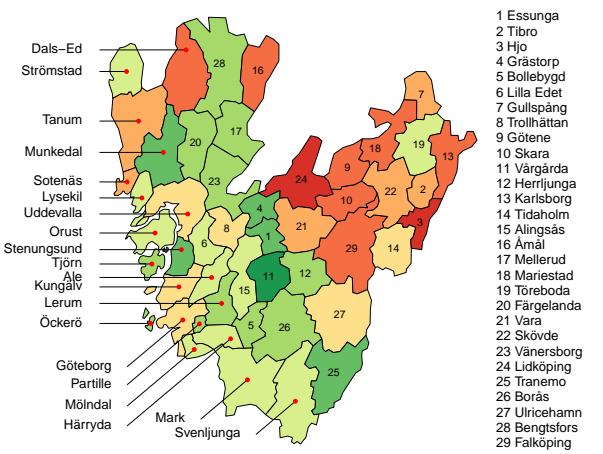 Dals–Ed
Strömstad
Tanum
Munkedal
Sotenäs
Lysekil
Uddevalla
Orust
Stenungsund
Tjörn
Ale
Kungälv
Lerum
Öckerö
Göteborg
Partille
Mölndal
Härryda
Mark
Svenljunga
28
16
20
17
23
7
18
19
13
9
24
10
22
2
3
4
21
8
1
6
29
14
11
12
15
27
5
26
25
1 Essunga
2 Tibro
3 Hjo
4 Grästorp
5 Bollebygd
6 Lilla Edet
7 Gullspång
8 Trollhättan
9 Götene
10 Skara
11 Vårgårda
12 Herrljunga
13 Karlsborg
14 Tidaholm
15 Alingsås
16 Åmål
17 Mellerud
18 Mariestad
19 Töreboda
20 Färgelanda
21 Vara
22 Skövde
23 Vänersborg
24 Lidköping
25 Tranemo
26 Borås
27 Ulricehamn
28 Bengtsfors
29 Falköping